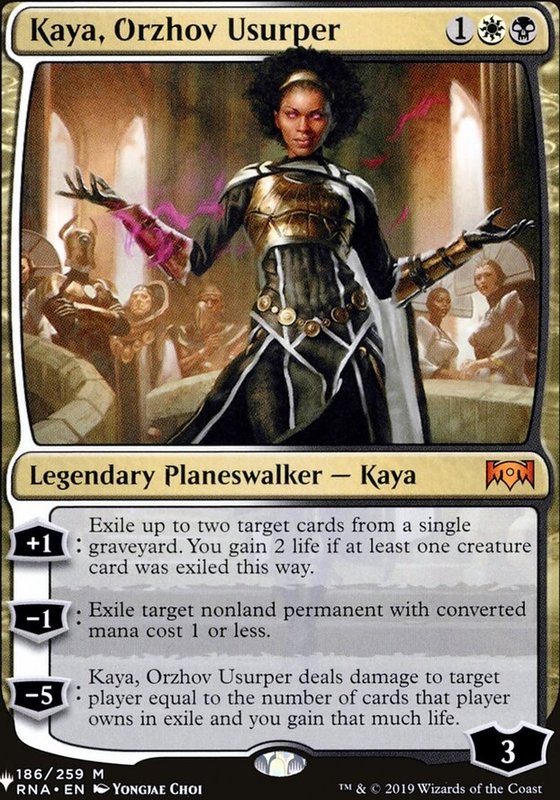 Kaya, Orzhov Usurper 1
Legendary Planeswalker — Kaya
+1 : Exile up to two target cards from a single
graveyard. You gain 2 life if at least one creature
card was exiled this way.
−1 : Exile target nonland permanent with converted
mana cost 1 or less.
−5 : Kaya, Orzhov Usurper deals damage to target
player equal to the number of cards that player
owns in exile and you gain that much life.
3
186/259 M
RNA • EN Yongjae Choi
™ & © 2019 Wizards of the Coast